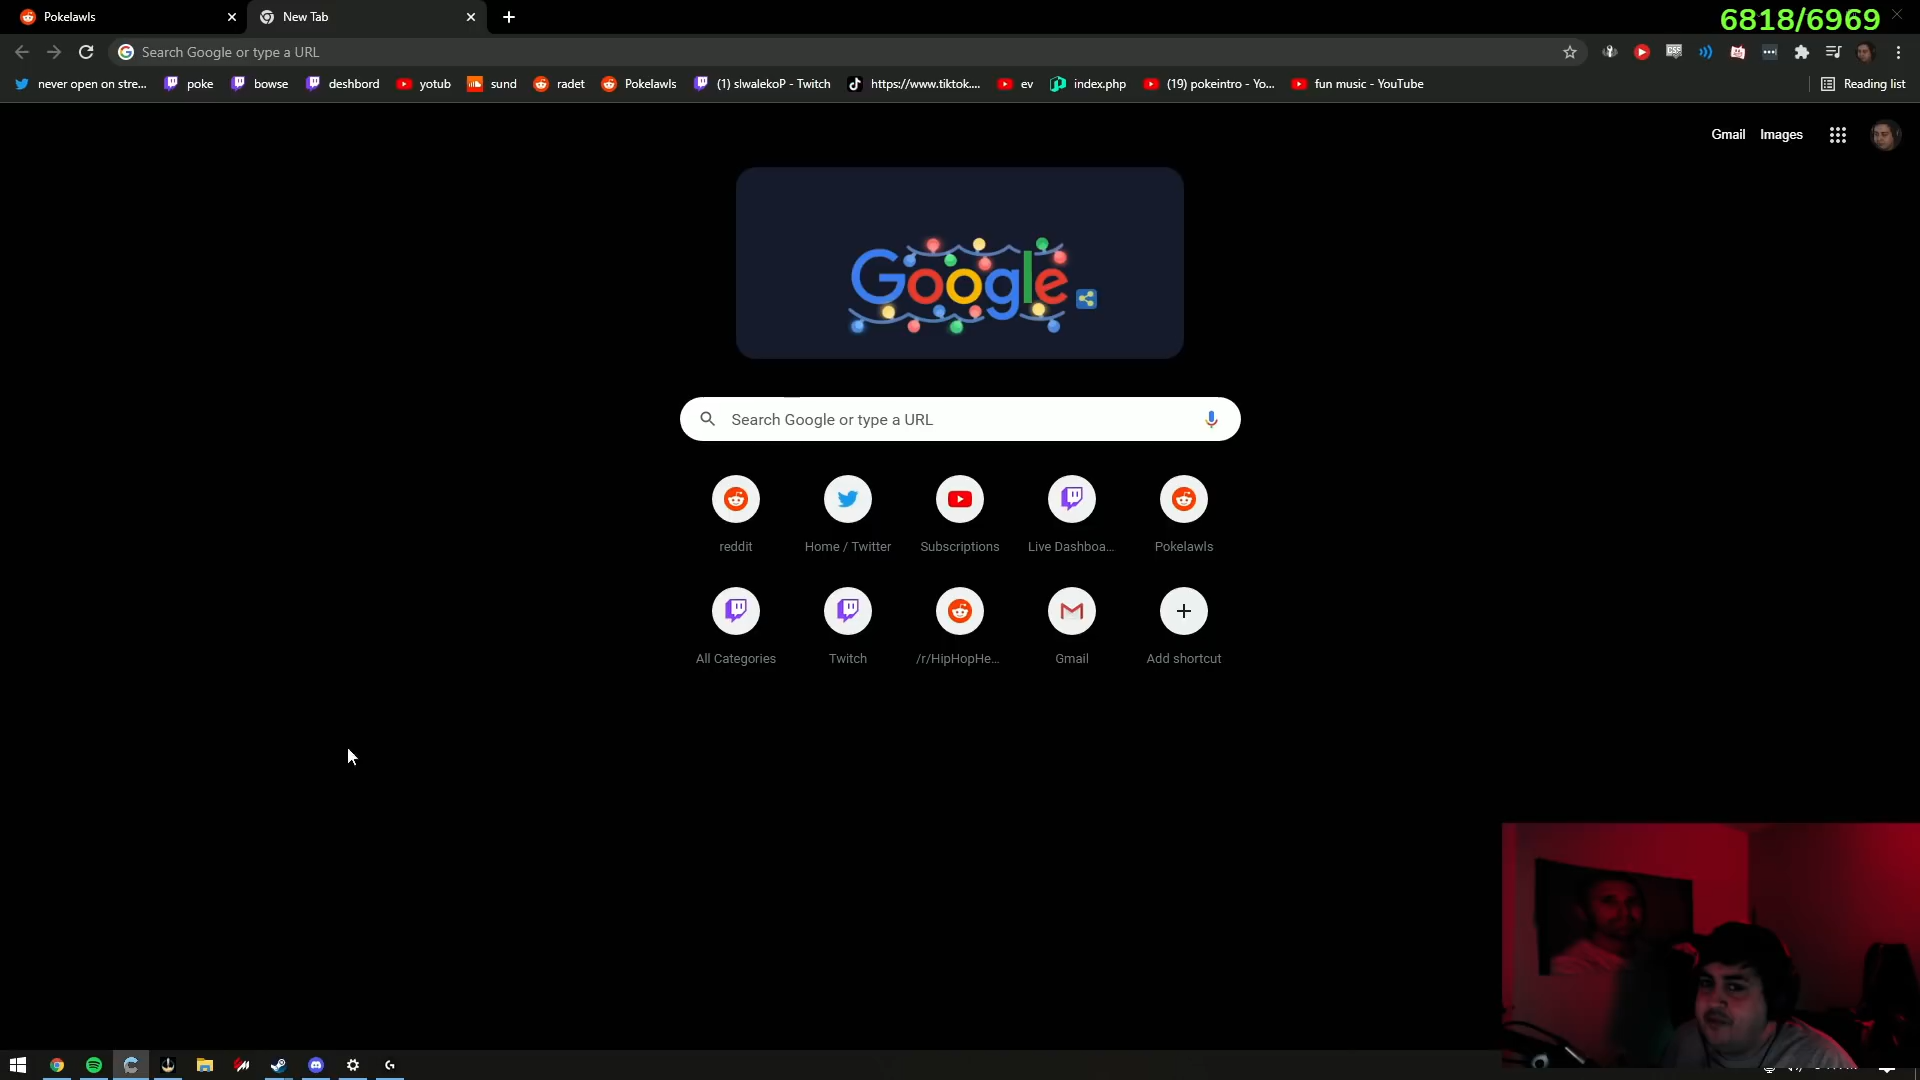 Pokelawls
New Tab
6818/6969
Search Google or type a URL
never open on stre...
poke
bowse
deshbord
yotub
sund
radet
Pokelawls
(1) slwalekoP - Twitch
https://www.tiktok....
ev
index.php
(19) pokeintro - Yo...
fun music - YouTube
Reading list
Gmail
Images
Google
Search Google or type a URL
reddit
Home / Twitter
Subscriptions
Live Dashboa...
Pokelawls
All Categories
Twitch
/r/HipHopHe...
Gmail
Add shortcut